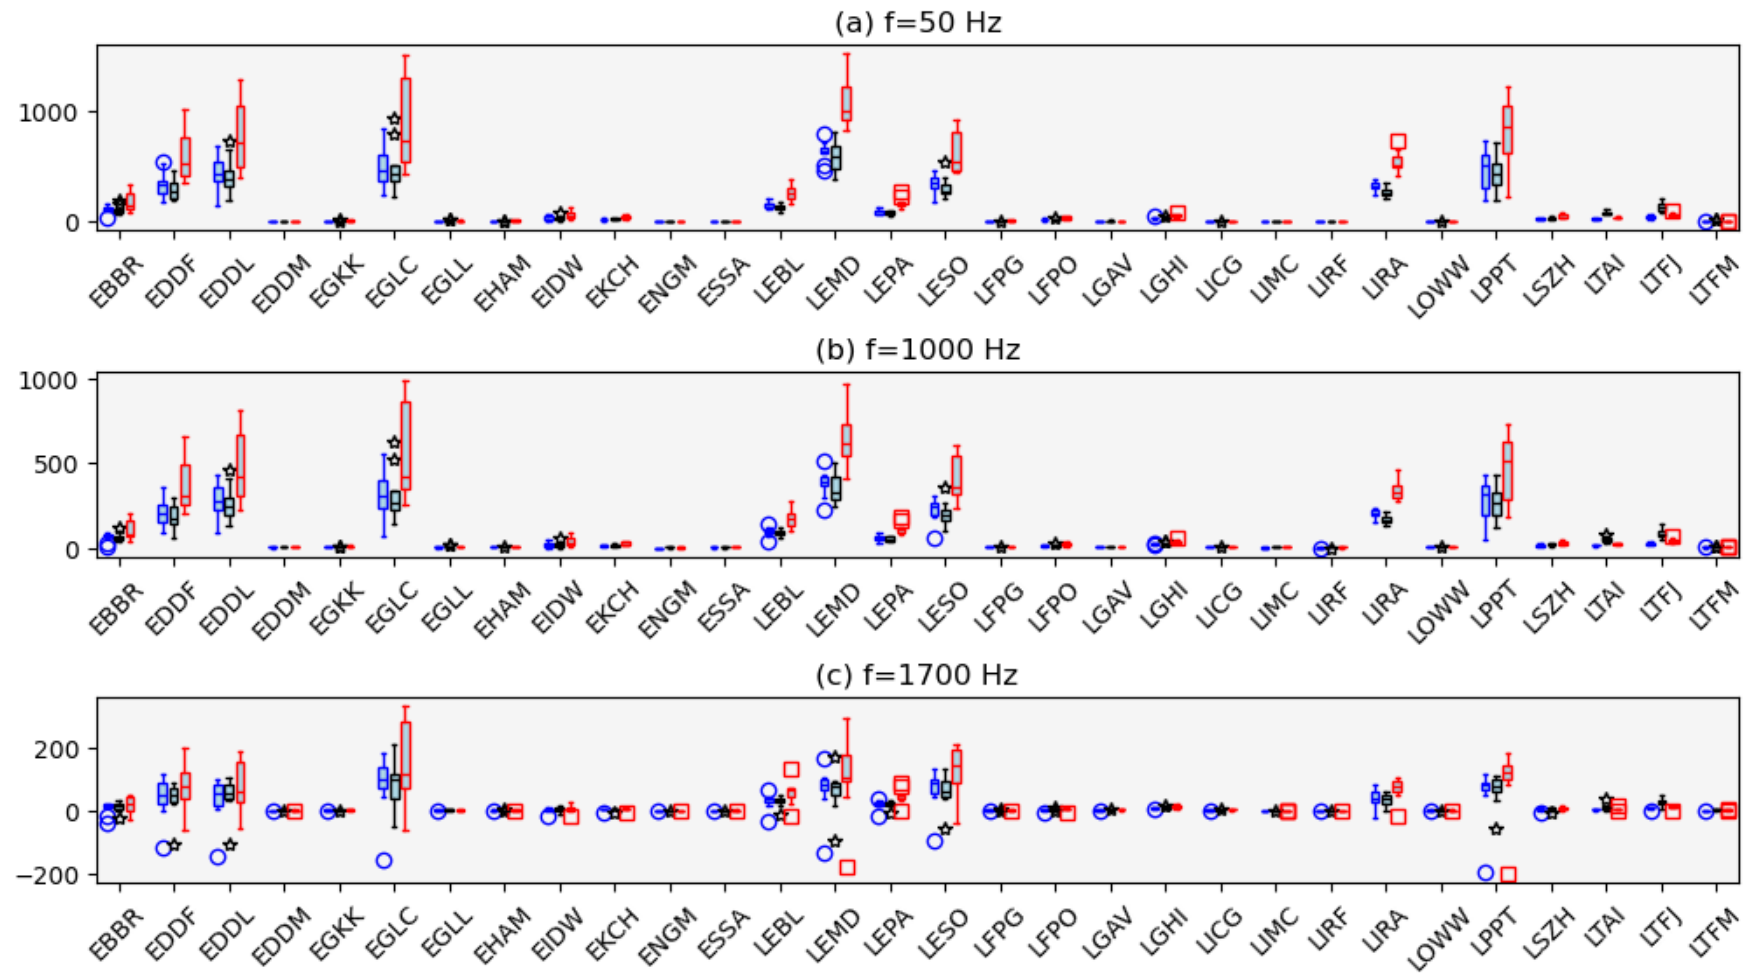 (a) f=50 Hz
1000
0
EBBR EDDF EDDL EDDM EGKK EGLC EGLL EHAM EIDW EKCH ENGM ESSA LEBL LEMD LEPA LESO LFPG LFPO LGAV LGHI LICG LIMC LIRF LIRA LOWW LPPT LSZH LTAI LTFJ LTFM
(b) f=1000 Hz
1000
500
0
EBBR EDDF EDDL EDDM EGKK EGLC EGLL EHAM EIDW EKCH ENGM ESSA LEBL LEMD LEPA LESO LFPG LFPO LGAV LGHI LICG LIMC LIRF LIRA LOWW LPPT LSZH LTAI LTFJ LTFM
(c) f=1700 Hz
200
0
−200
EBBR EDDF EDDL EDDM EGKK EGLC EGLL EHAM EIDW EKCH ENGM ESSA LEBL LEMD LEPA LESO LFPG LFPO LGAV LGHI LICG LIMC LIRF LIRA LOWW LPPT LSZH LTAI LTFJ LTFM